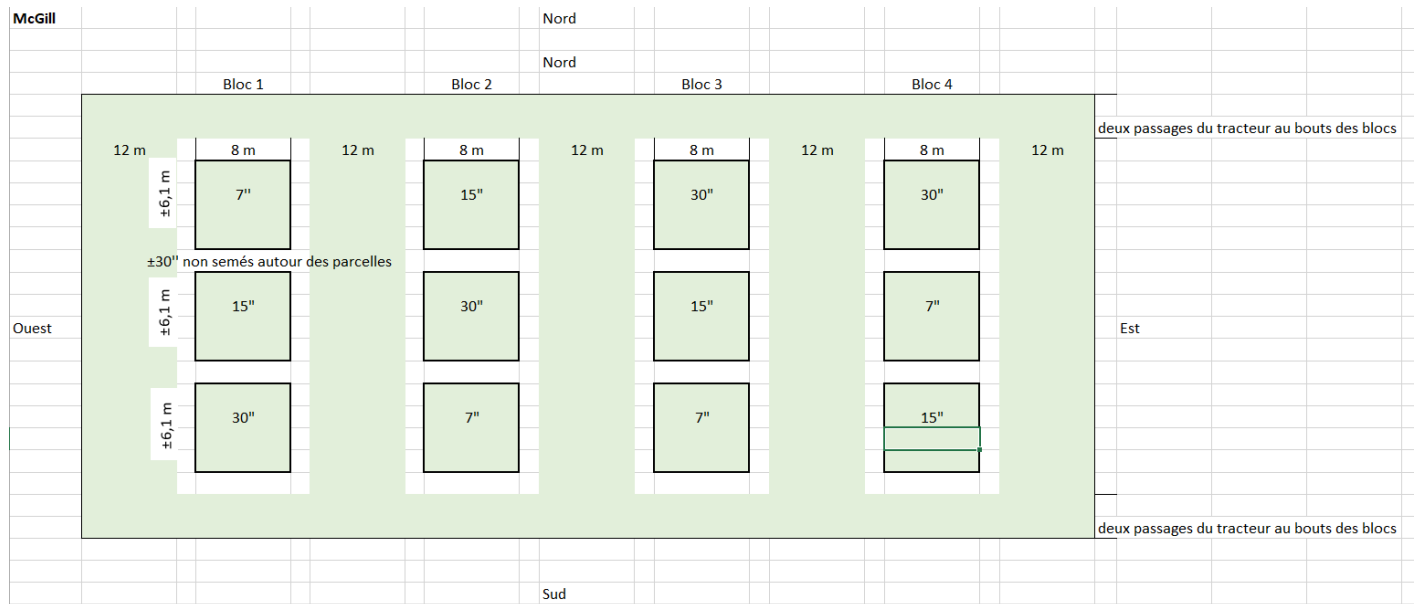 McGill Nord
Nord
Bloc 1 Bloc 2 Bloc 3 Bloc 4
deux passages du tracteur au bouts des blocs
12 m 8 m 12 m 8 m 12 m 8 m 12 m 8 m 12 m
±6,1 m 7'' 15" 30" 30"
±30'' non semés autour des parcelles
±6,1 m 15" 30" 15" 7"
Ouest Est
±6,1 m 30" 7" 7" 15"
deux passages du tracteur au bouts des blocs
Sud